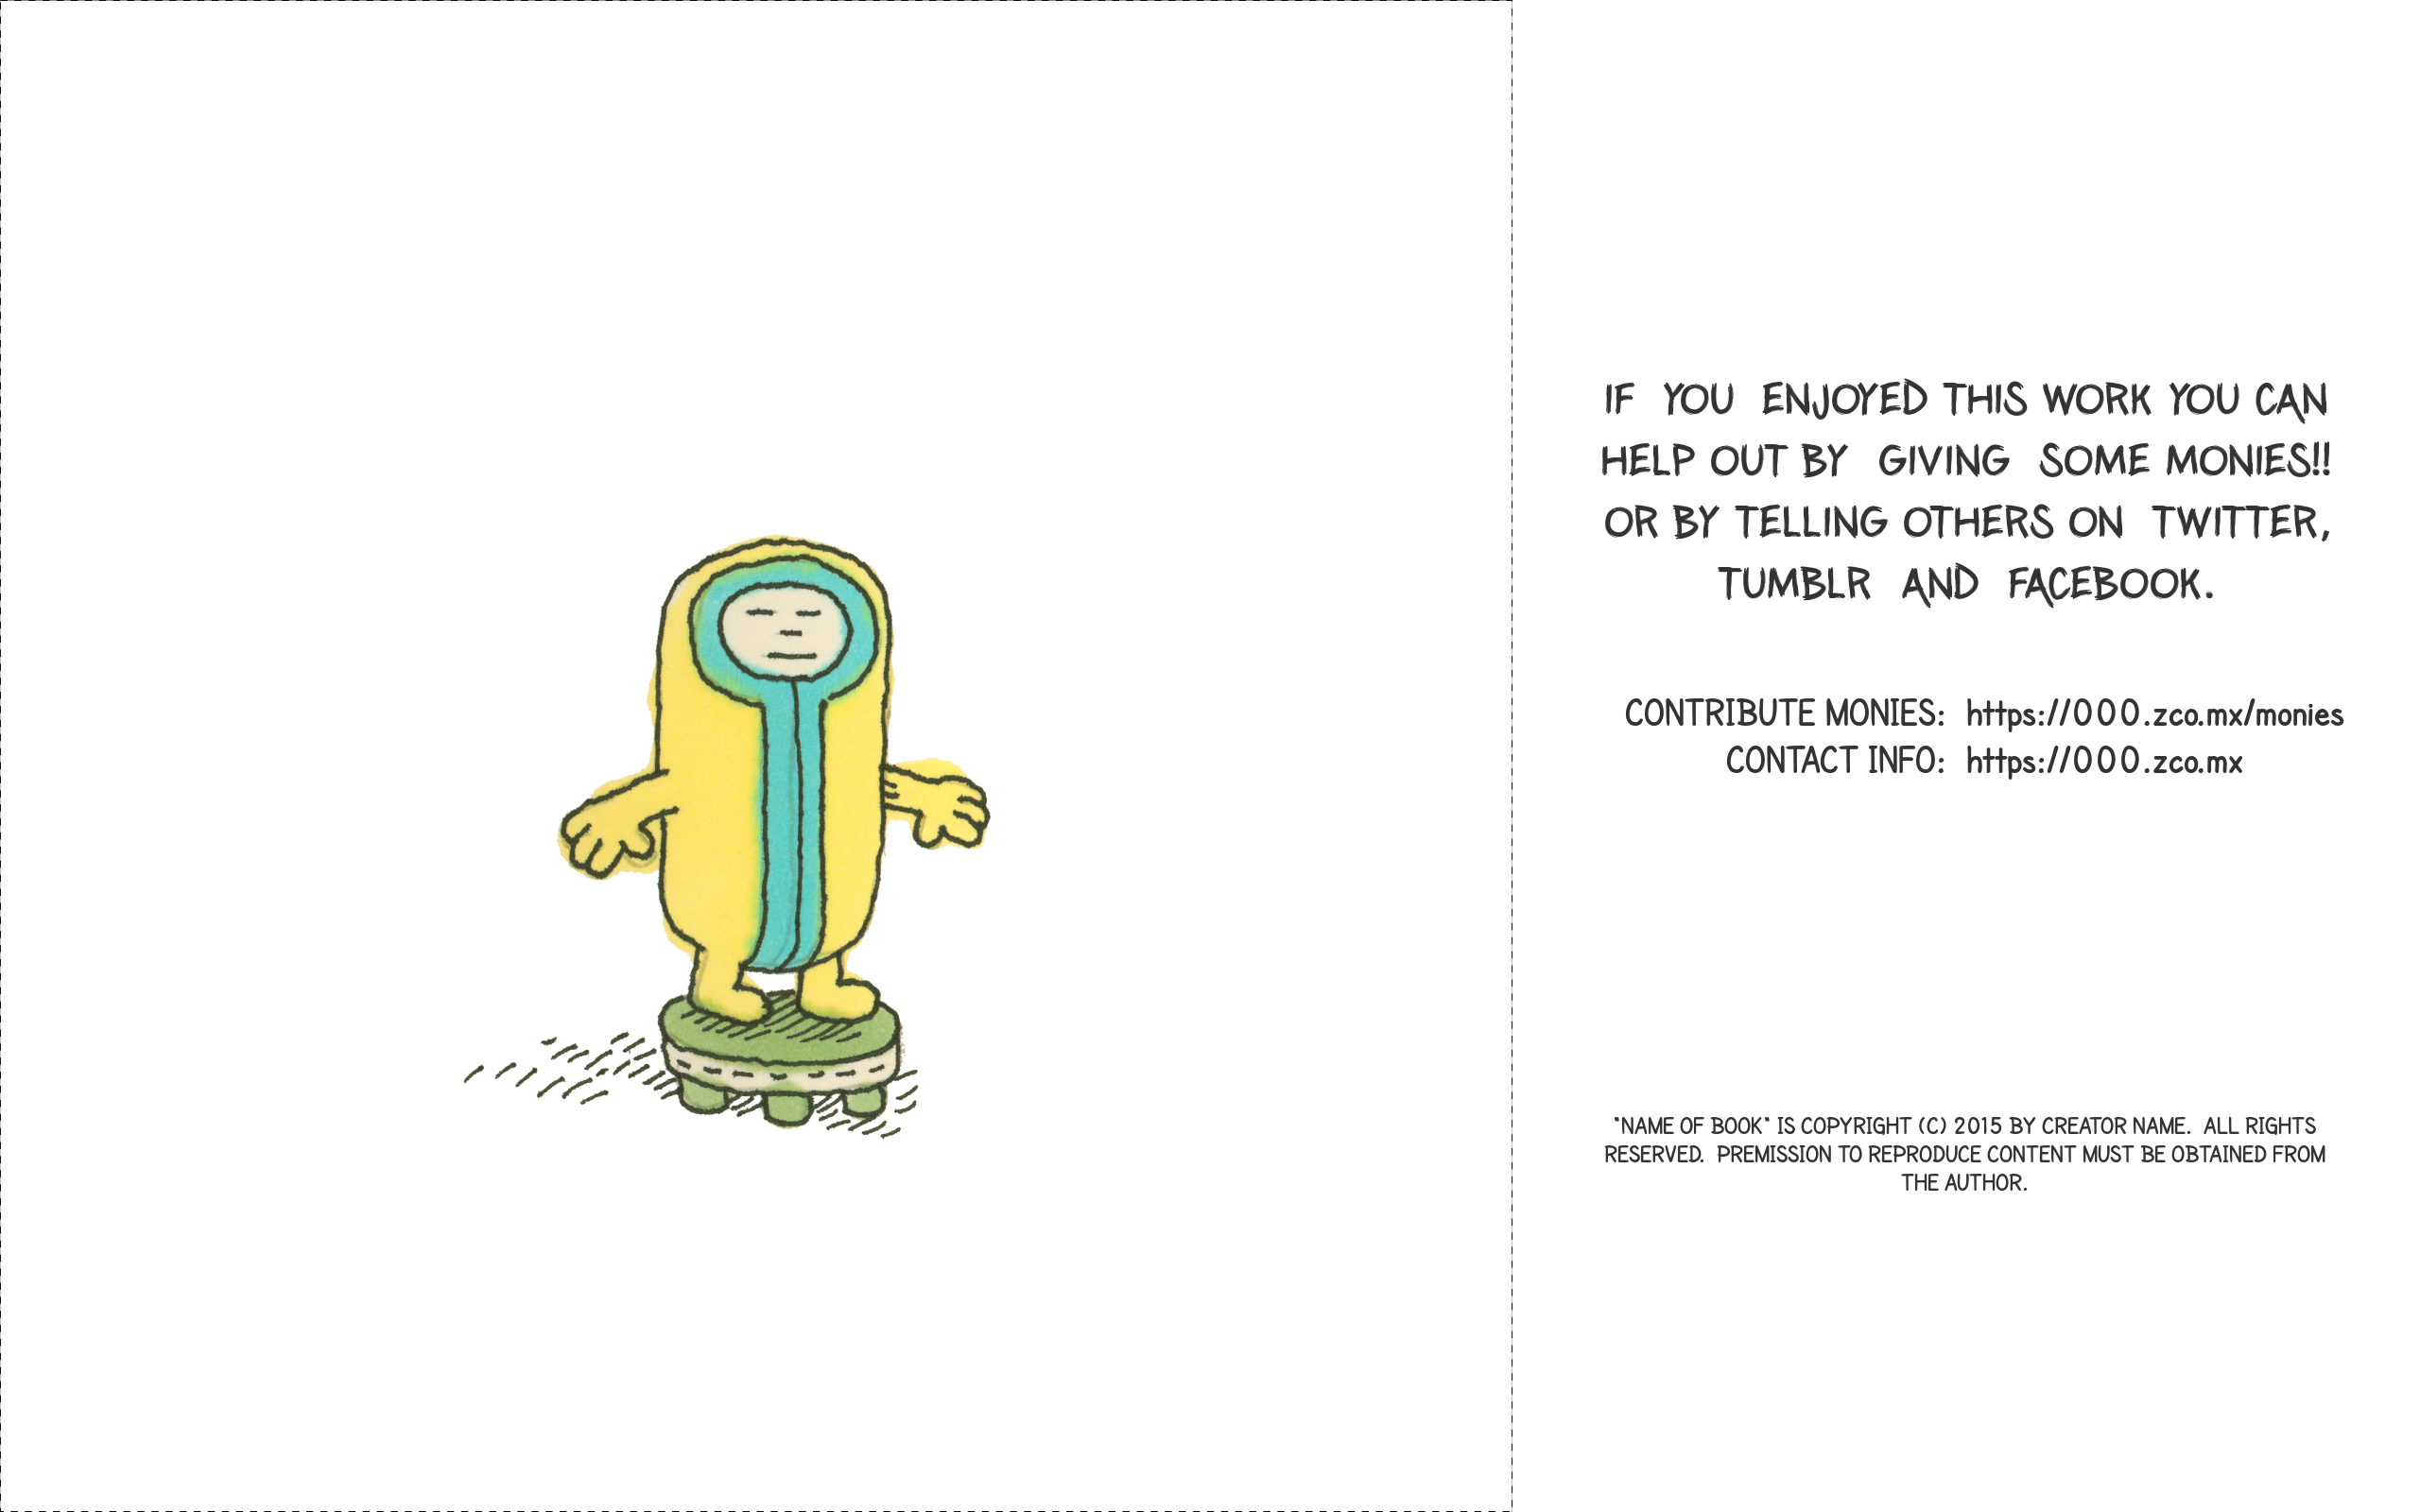 IF YOU ENJOYED THIS WORK YOU CAN
HELP OUT BY GIVING SOME MONIES!!
OR BY TELLING OTHERS ON TWITTER,
TUMBLR AND FACEBOOK.
CONTRIBUTE MONIES: https://000.zco.mx/monies
CONTACT INFO: https://000.zco.mx
"NAME OF BOOK" IS COPYRIGHT (C) 2015 BY CREATOR NAME. ALL RIGHTS
RESERVED. PREMISSION TO REPRODUCE CONTENT MUST BE OBTAINED FROM
THE AUTHOR.